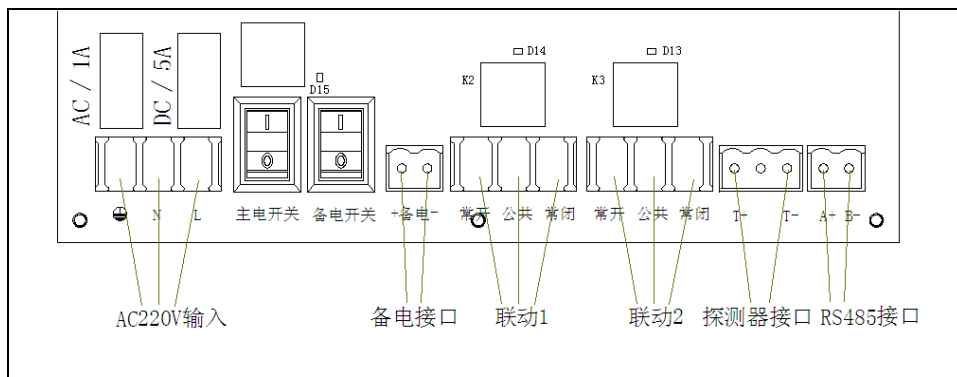 AC / 1A
DC / 5A
D15
K2
D14
K3
D13
N L 主电开关 备电开关 +备电- 常开 公共 常闭 常开 公共 常闭 T+ T- A+ B-
AC220V输入 备电接口 联动1 联动2 探测器接口 RS485接口